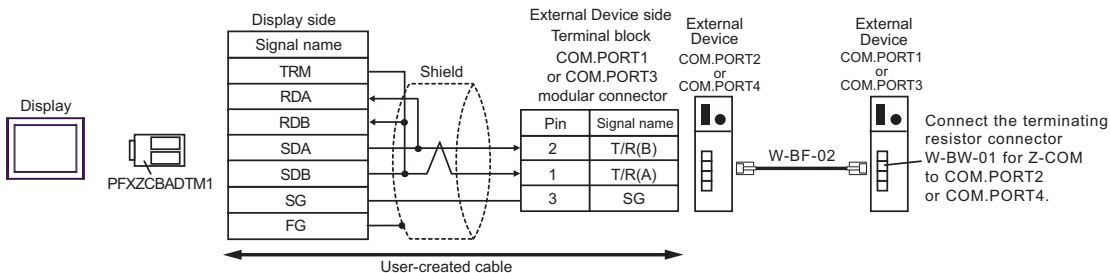 Display
PFXZCBADTM1
Display side
Signal name
TRM
RDA
RDB
SDA
SDB
SG
FG
Shield
User-created cable
External Device side
Terminal block
COM.PORT1
or COM.PORT3
modular connector
Pin Signal name
2 T/R(B)
1 T/R(A)
3 SG
External
Device
COM.PORT2
or
COM.PORT4
W-BF-02
External
Device
COM.PORT1
or
COM.PORT3
Connect the terminating
resistor connector
W-BW-01 for Z-COM
to COM.PORT2
or COM.PORT4.